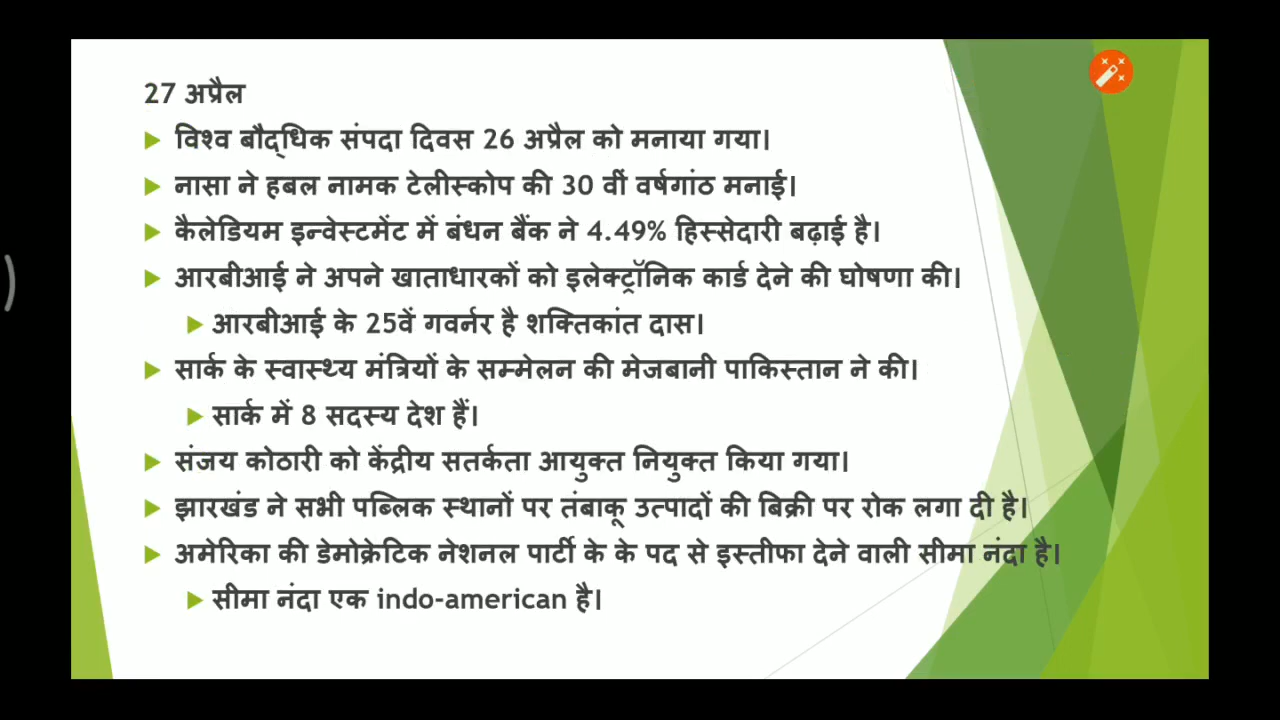 27 अप्रैल
विश्व बौद्धिक संपदा दिवस 26 अप्रैल को मनाया गया।
नासा ने हबल नामक टेलीस्कोप की 30 वीं वर्षगांठ मनाई।
कैलेडियम इन्वेस्टमेंट में बंधन बैंक ने 4.49% हिस्सेदारी बढ़ाई है।
आरबीआई ने अपने खाताधारकों को इलेक्ट्रॉनिक कार्ड देने की घोषणा की।
आरबीआई के 25वें गवर्नर है शक्तिकांत दास।
सार्क के स्वास्थ्य मंत्रियों के सम्मेलन की मेजबानी पाकिस्तान ने की।
सार्क में 8 सदस्य देश हैं।
संजय कोठारी को केंद्रीय सतर्कता आयुक्त नियुक्त किया गया।
झारखंड ने सभी पब्लिक स्थानों पर तंबाकू उत्पादों की बिक्री पर रोक लगा दी है।
अमेरिका की डेमोक्रेटिक नेशनल पार्टी के के पद से इस्तीफा देने वाली सीमा नंदा है।
सीमा नंदा एक indo-american है।